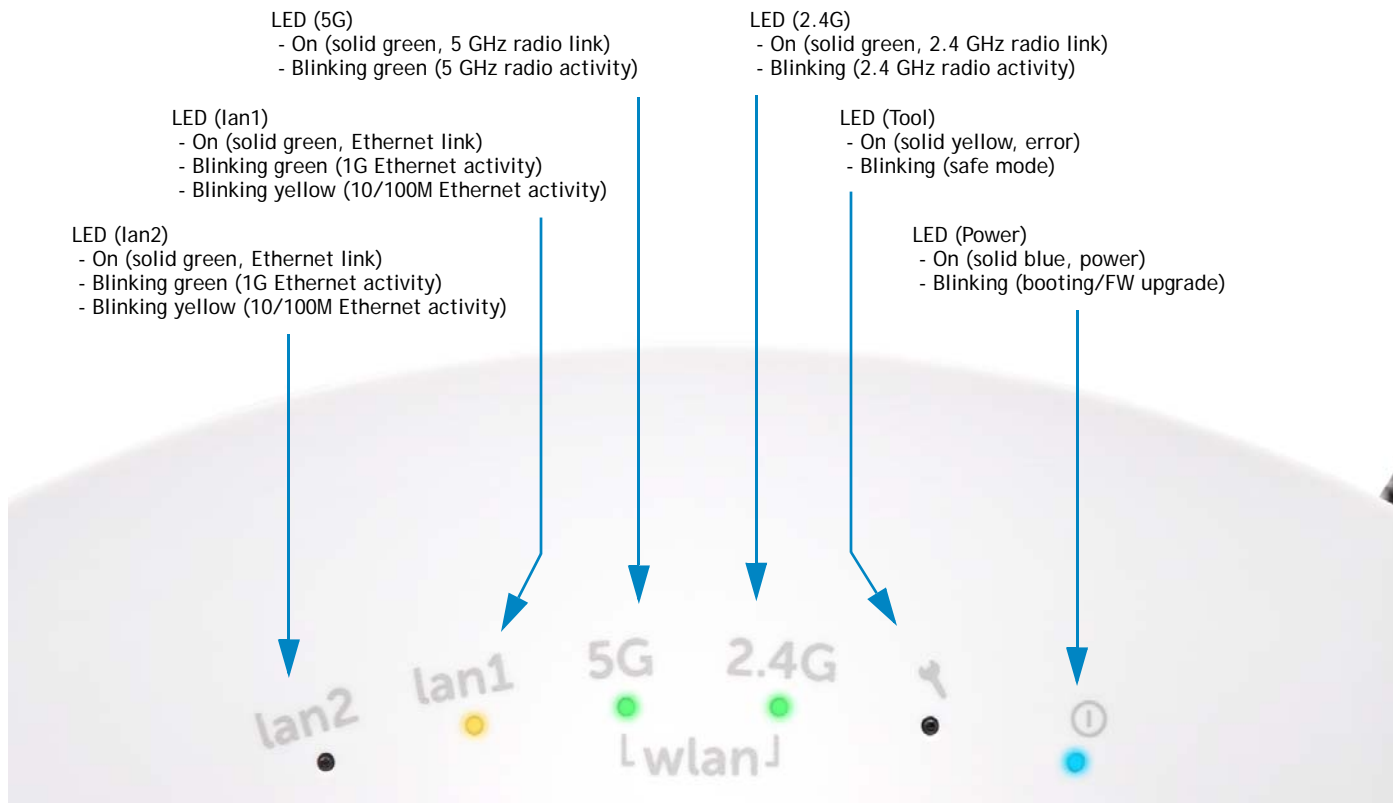 LED (5G)
- On (solid green, 5 GHz radio link)
- Blinking green (5 GHz radio activity)
LED (2.4G)
- On (solid green, 2.4 GHz radio link)
- Blinking (2.4 GHz radio activity)
LED (lan1)
- On (solid green, Ethernet link)
- Blinking green (1G Ethernet activity)
- Blinking yellow (10/100M Ethernet activity)
LED (Tool)
- On (solid yellow, error)
- Blinking (safe mode)
LED (lan2)
- On (solid green, Ethernet link)
- Blinking green (1G Ethernet activity)
- Blinking yellow (10/100M Ethernet activity)
LED (Power)
- On (solid blue, power)
- Blinking (booting/FW upgrade)
lan2 lan1 5G 2.4G
wlan